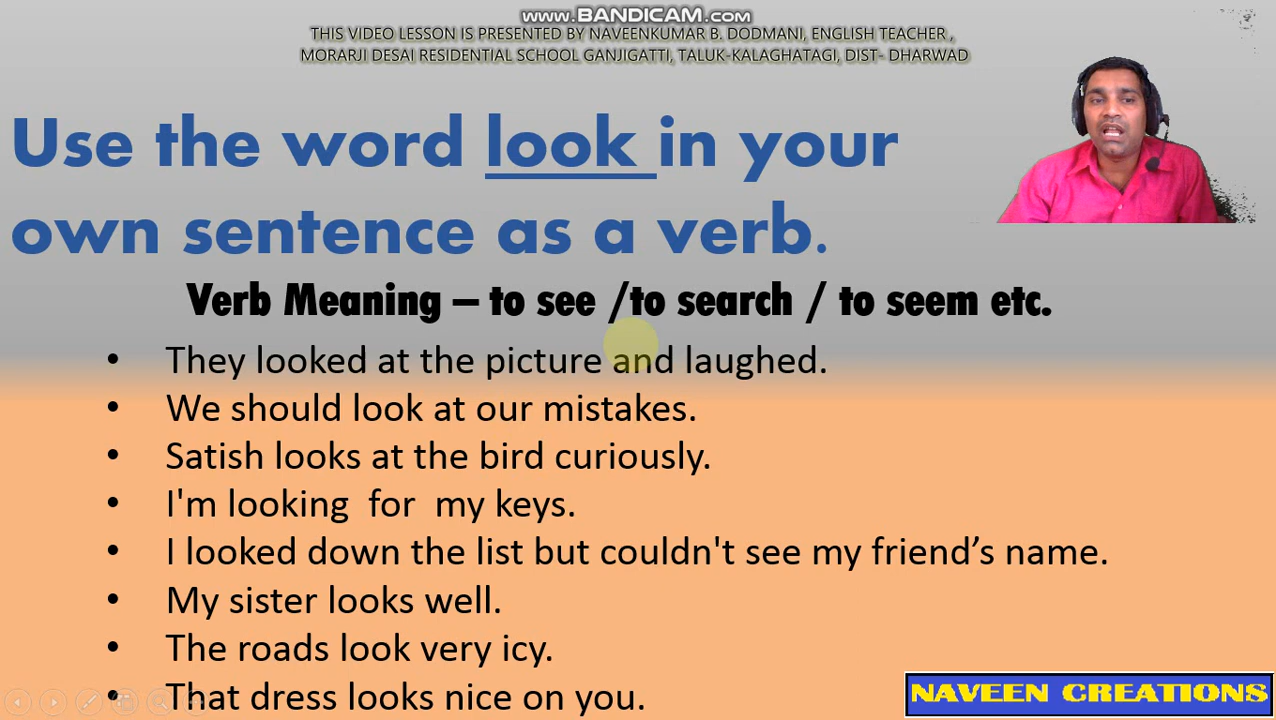 www.BANDICAM.com
THIS VIDEO LESSON IS PRESENTED BY NAVEENKUMAR B. DODMANI, ENGLISH TEACHER ,
MORARJI DESAI RESIDENTIAL SCHOOL GANJIGATTI, TALUK-KALAGHATAGI, DIST- DHARWAD
Use the word look in your
own sentence as a verb.
Verb Meaning – to see /to search / to seem etc.
• They looked at the picture and laughed.
• We should look at our mistakes.
• Satish looks at the bird curiously.
• I'm looking for my keys.
• I looked down the list but couldn't see my friend’s name.
• My sister looks well.
• The roads look very icy.
• That dress looks nice on you.
NAVEEN CREATIONS